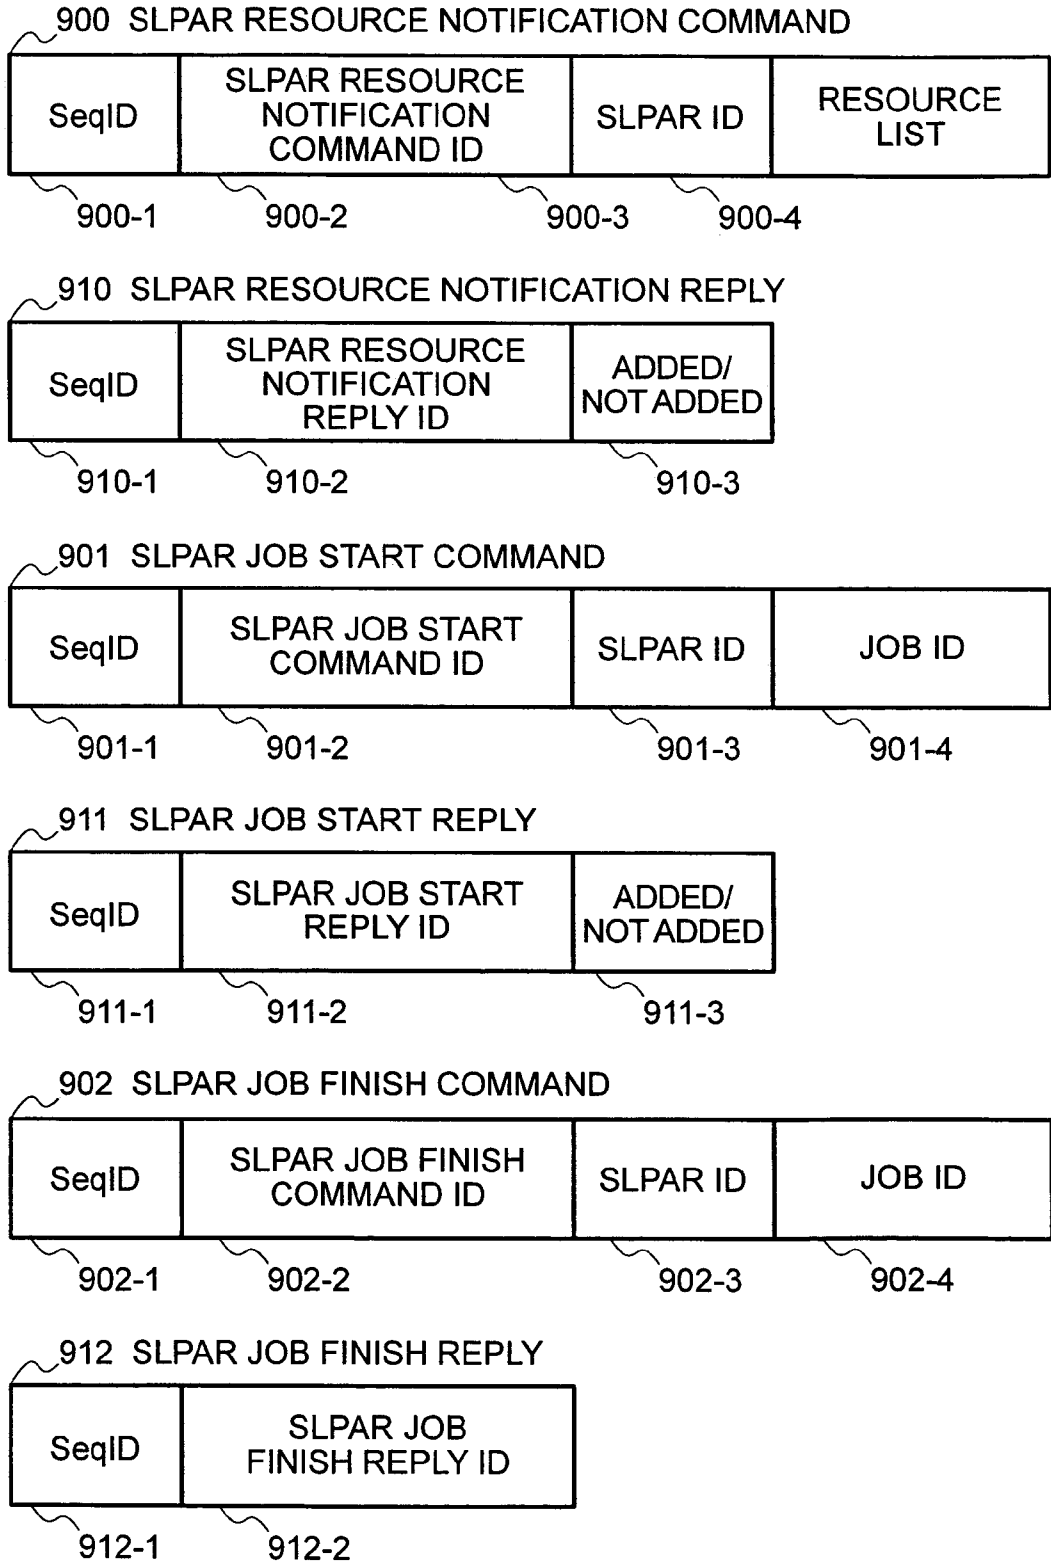 900 SLPAR RESOURCE NOTIFICATION COMMAND
SeqID
SLPAR RESOURCE
NOTIFICATION
COMMAND ID
SLPAR ID
RESOURCE
LIST
900-1
900-2
900-3
900-4
910 SLPAR RESOURCE NOTIFICATION REPLY
SeqID
SLPAR RESOURCE
NOTIFICATION
REPLY ID
ADDED/
NOT ADDED
910-1
910-2
910-3
901 SLPAR JOB START COMMAND
SeqID
SLPAR JOB START
COMMAND ID
SLPAR ID
JOB ID
901-1
901-2
901-3
901-4
911 SLPAR JOB START REPLY
SeqID
SLPAR JOB START
REPLY ID
ADDED/
NOT ADDED
911-1
911-2
911-3
902 SLPAR JOB FINISH COMMAND
SeqID
SLPAR JOB FINISH
COMMAND ID
SLPAR ID
JOB ID
902-1
902-2
902-3
902-4
912 SLPAR JOB FINISH REPLY
SeqID
SLPAR JOB
FINISH REPLY ID
912-1
912-2